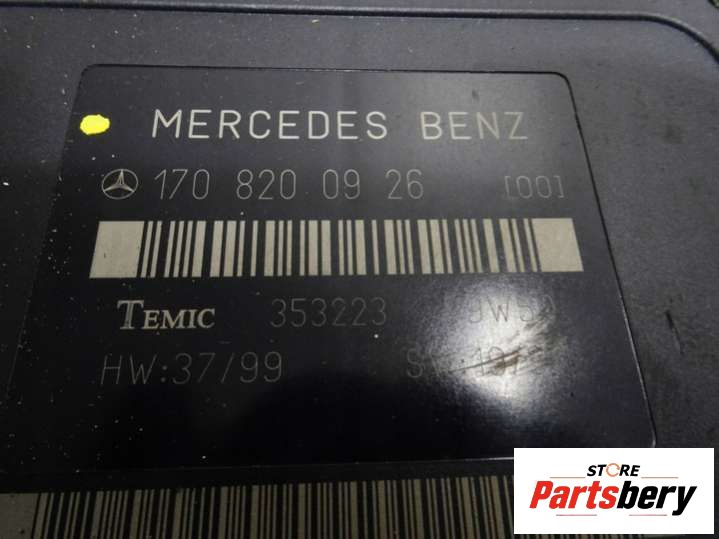 MERCEDES BENZ
170 820 09 26 [00]
TEMIC 353223
HW:37/99
STORE
Partsbery